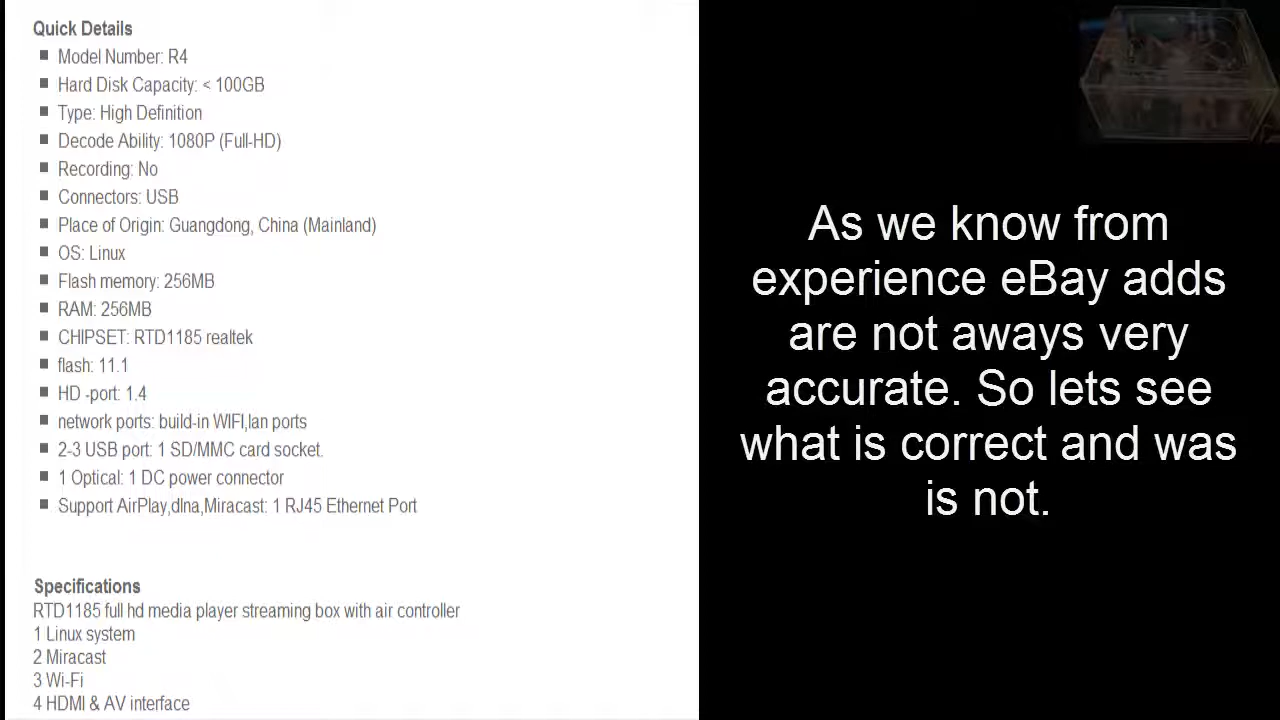 Quick Details
Model Number: R4
Hard Disk Capacity: < 100GB
Type: High Definition
Decode Ability: 1080P (Full-HD)
Recording: No
Connectors: USB
Place of Origin: Guangdong, China (Mainland)
OS: Linux
Flash memory: 256MB
RAM: 256MB
CHIPSET: RTD1185 realtek
flash: 11.1
HD -port: 1.4
network ports: build-in WIFI,lan ports
2-3 USB port: 1 SD/MMC card socket.
1 Optical: 1 DC power connector
Support AirPlay,dlna,Miracast: 1 RJ45 Ethernet Port
Specifications
RTD1185 full hd media player streaming box with air controller
1 Linux system
2 Miracast
3 Wi-Fi
4 HDMI & AV interface
As we know from
experience eBay adds
are not aways very
accurate. So lets see
what is correct and was
is not.